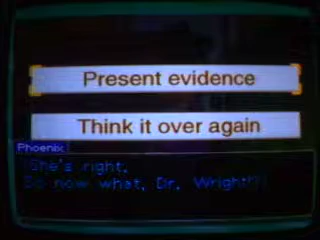 Present evidence
Think it over again
Phoenix
(She's right.
So now what, Dr. Wright!?)